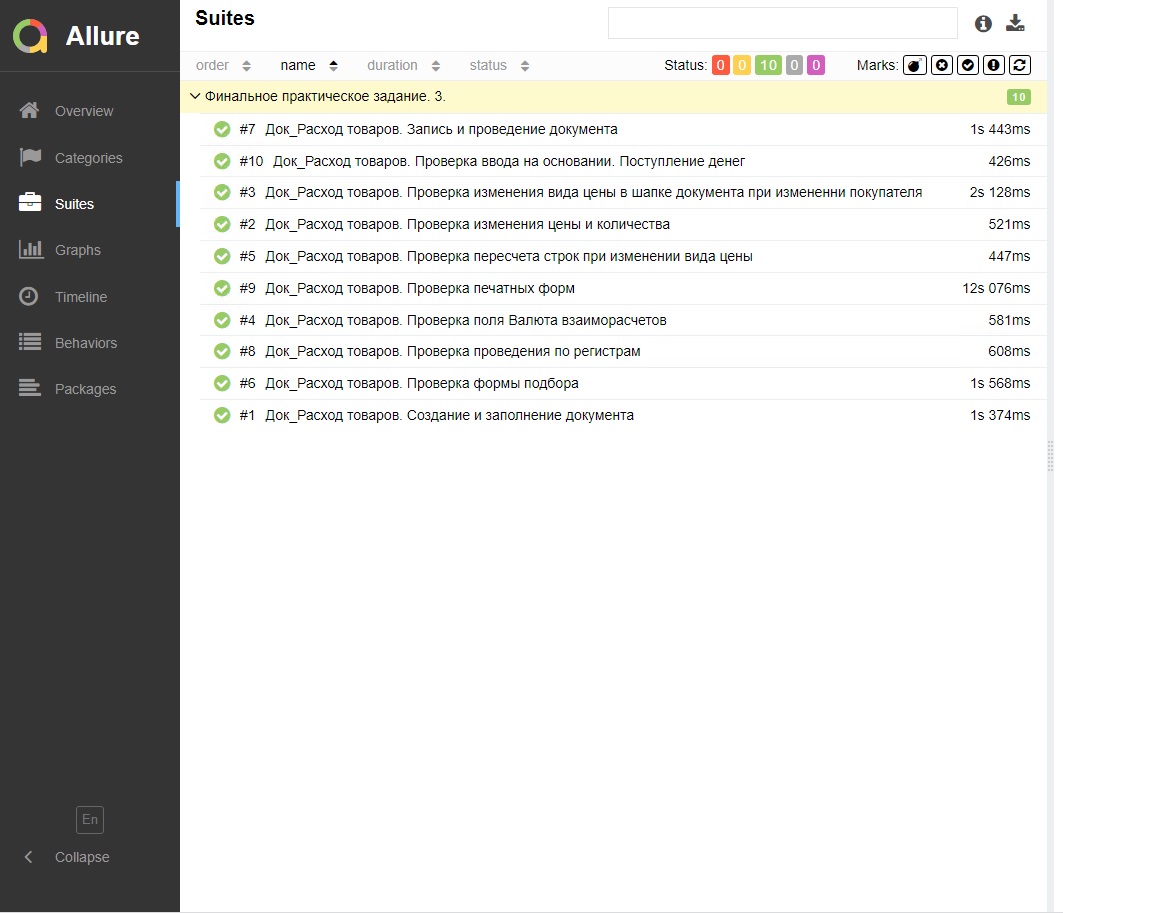 Allure
Overview
Categories
Suites
Graphs
Timeline
Behaviors
Packages
En
Collapse
Suites
order name duration status Status: 0 0 10 0 0 Marks:
Финальное практическое задание. 3. 10
#7 Док_Расход товаров. Запись и проведение документа 1s 443ms
#10 Док_Расход товаров. Проверка ввода на основании. Поступление денег 426ms
#3 Док_Расход товаров. Проверка изменения вида цены в шапке документа при изменении покупателя 2s 128ms
#2 Док_Расход товаров. Проверка изменения цены и количества 521ms
#5 Док_Расход товаров. Проверка пересчета строк при изменении вида цены 447ms
#9 Док_Расход товаров. Проверка печатных форм 12s 076ms
#4 Док_Расход товаров. Проверка поля Валюта взаиморасчетов 581ms
#8 Док_Расход товаров. Проверка проведения по регистрам 608ms
#6 Док_Расход товаров. Проверка формы подбора 1s 568ms
#1 Док_Расход товаров. Создание и заполнение документа 1s 374ms